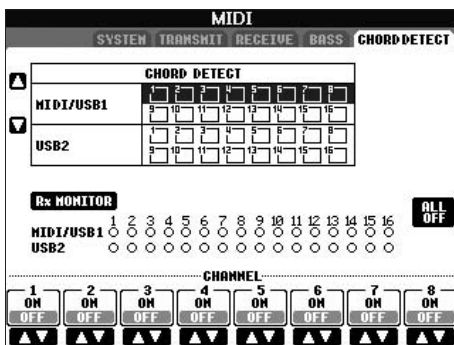 MIDI
SYSTEM TRANSMIT RECEIVE BASS CHORD DETECT
CHORD DETECT
MIDI/USB1
1 2 3 4 5 6 7 8
9 10 11 12 13 14 15 16
USB2
1 2 3 4 5 6 7 8
9 10 11 12 13 14 15 16
Rx MONITOR
ALL OFF
1 2 3 4 5 6 7 8 9 10 11 12 13 14 15 16
MIDI/USB1
USB2
CHANNEL
1 2 3 4 5 6 7 8
ON ON ON ON ON ON ON ON
OFF OFF OFF OFF OFF OFF OFF OFF